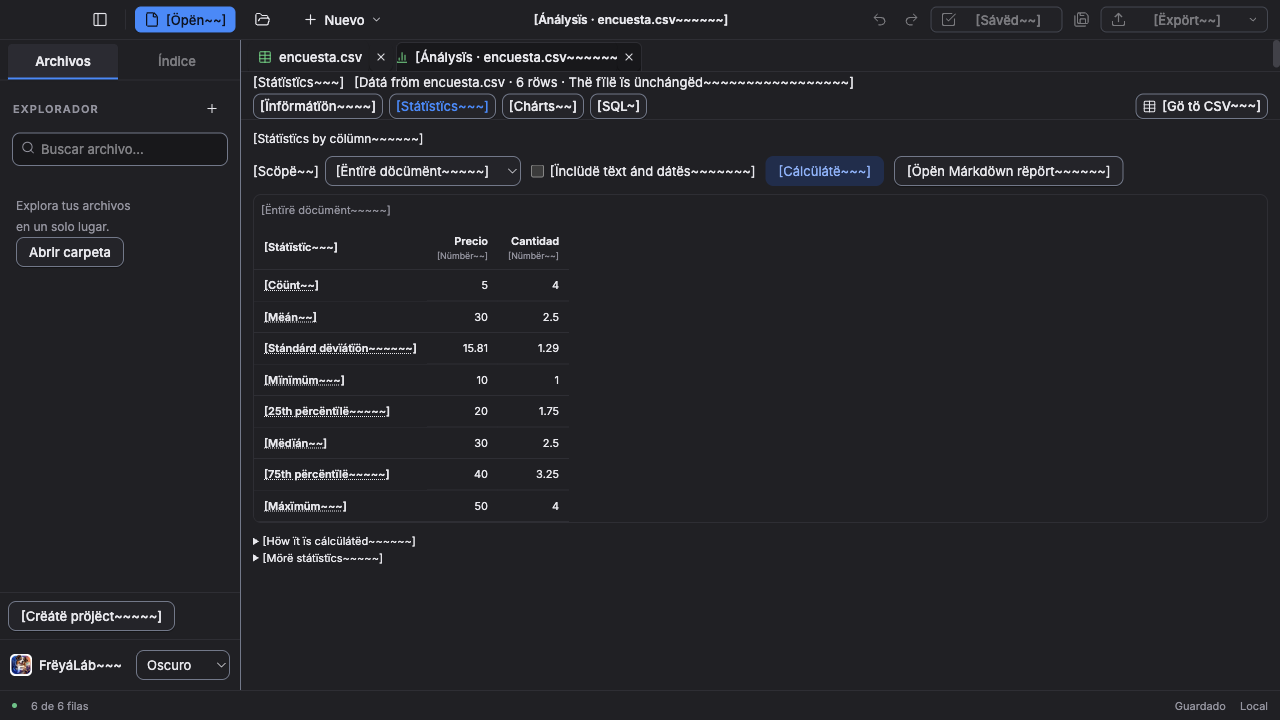 [Öpën~~]
Nuevo
[Ánálysïs · encuesta.csv~~~~~~]
[Sávëd~~]
[Ëxpört~~]
Archivos
Índice
encuesta.csv
[Ánálysïs · encuesta.csv~~~~~~
EXPLORADOR
Buscar archivo...
Explora tus archivos
en un solo lugar.
Abrir carpeta
[Crëátë pröjëct~~~~~]
FrëyáLáb~~~
Oscuro
[Státïstïcs~~~] [Dátá fröm encuesta.csv · 6 röws · Thë fïlë ïs ünchángëd~~~~~~~~~~~~~~~~~]
[Ïnförmátïön~~~~] [Státïstïcs~~~] [Chárts~~] [SQL~] [Gö tö CSV~~~]
[Státïstïcs by cölümn~~~~~~]
[Scöpë~~] [Ëntïrë döcümënt~~~~~] [Ïnclüdë tëxt ánd dátës~~~~~~~] [Cálcülátë~~~] [Öpën Márkdöwn rëpört~~~~~~]
[Ëntïrë döcümënt~~~~~]
[Státïstïc~~~] Precio Cantidad
[Nümbër~~] [Nümbër~~]
[Cöünt~~] 5 4
[Mëán~~] 30 2.5
[Stándárd dëvïátïön~~~~~~] 15.81 1.29
[Mïnïmüm~~~] 10 1
[25th përcëntïlë~~~~~] 20 1.75
[Mëdïán~~] 30 2.5
[75th përcëntïlë~~~~~] 40 3.25
[Máxïmüm~~~] 50 4
[Höw ït ïs cálcülátëd~~~~~~]
[Mörë státïstïcs~~~~~]
6 de 6 filas
Guardado Local